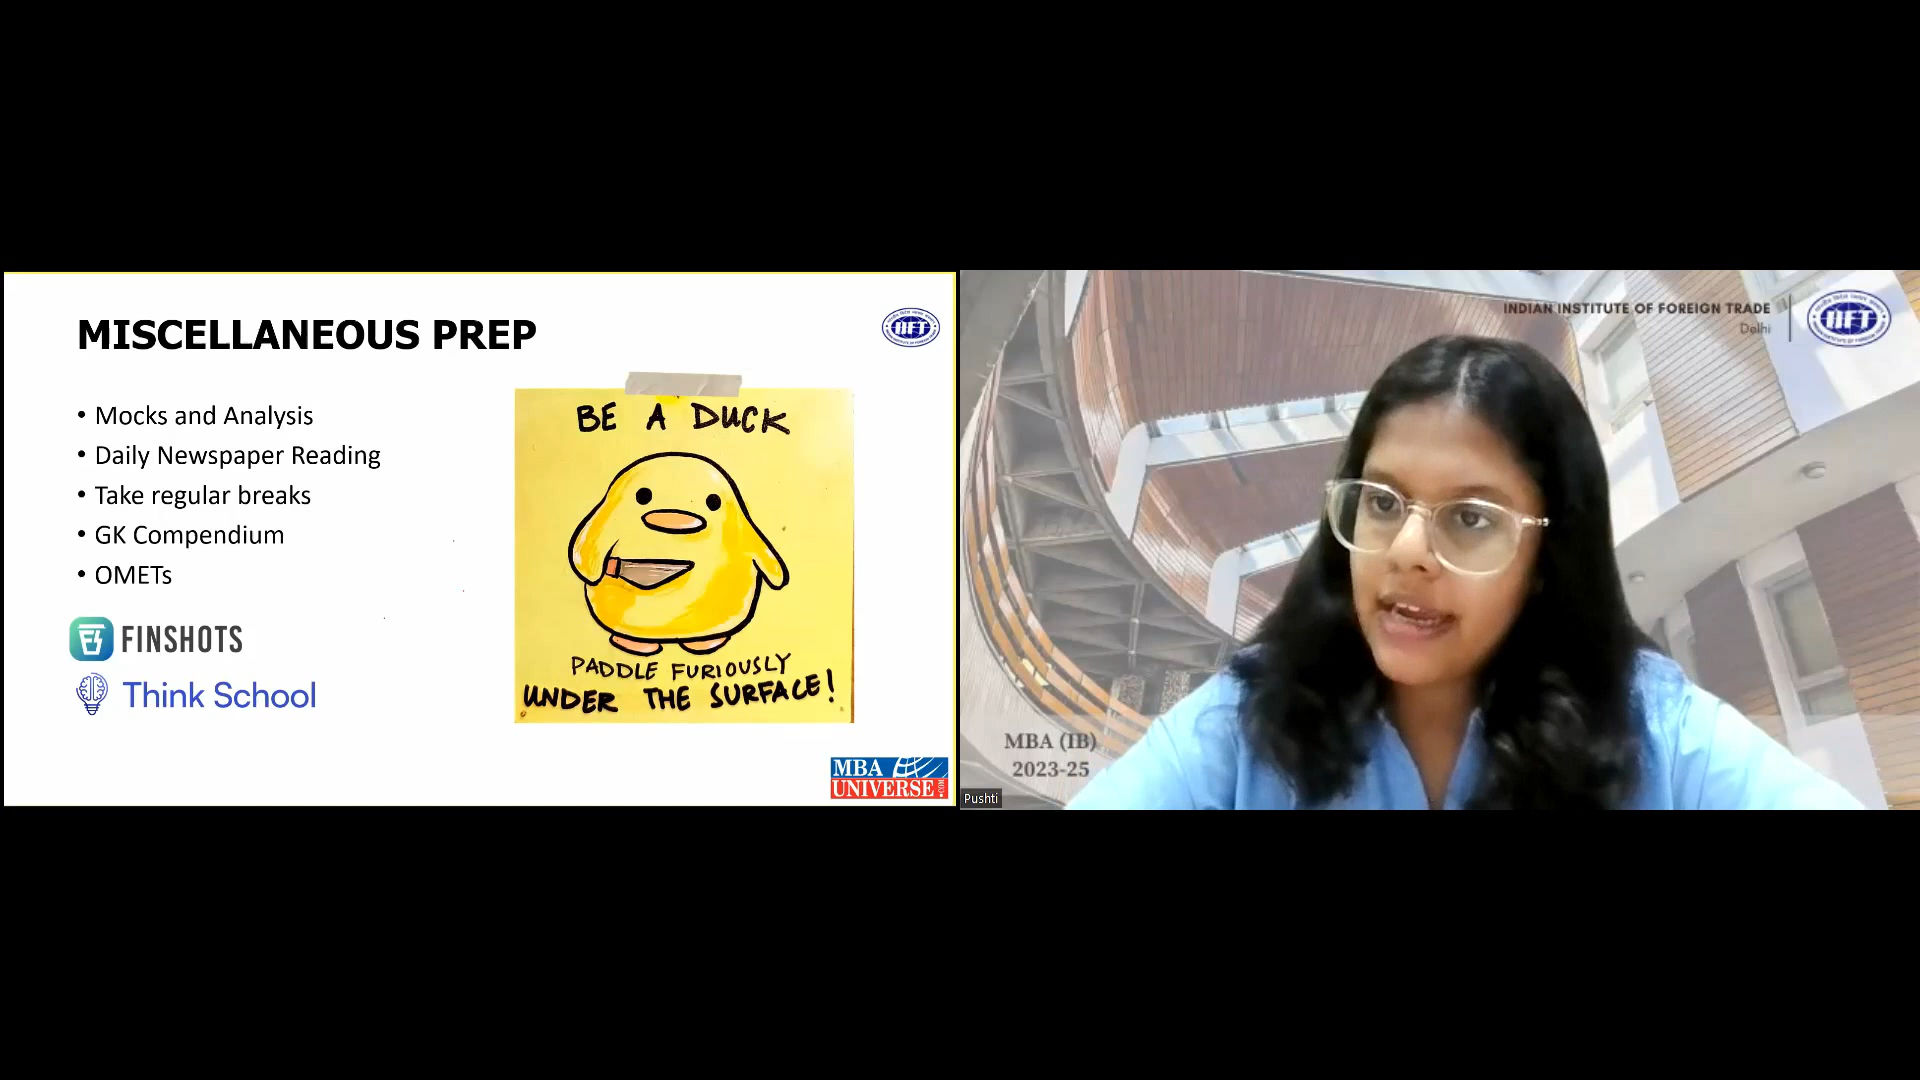 MISCELLANEOUS PREP
IIFT
• Mocks and Analysis
• Daily Newspaper Reading
• Take regular breaks
• GK Compendium
• OMETs
FINSHOTS
Think School
BE A DUCK
PADDLE FURIOUSLY
UNDER THE SURFACE!
MBA
UNIVERSE.COM
INDIAN INSTITUTE OF FOREIGN TRADE
Delhi
IIFT
MBA (IB)
2023-25
Pushti